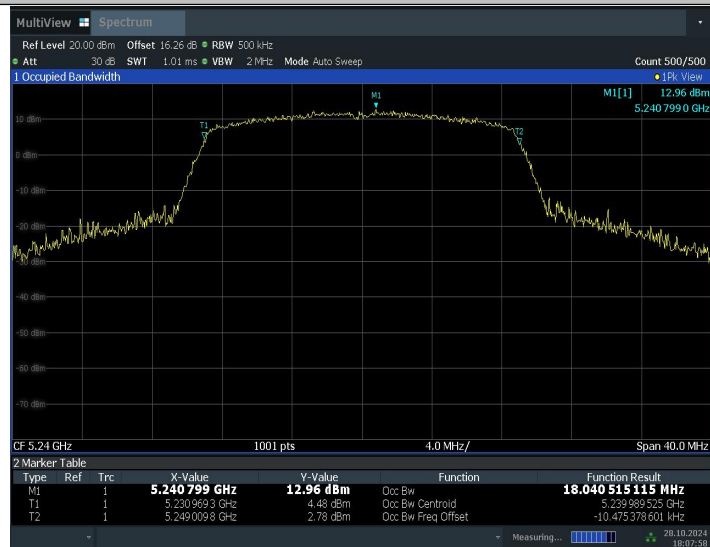 MultiView Spectrum
Ref Level 20.00 dBm Offset 16.26 dB RBW 500 kHz
Att 30 dB SWT 1.01 ms VBW 2 MHz Mode Auto Sweep Count 500/500
1 Occupied Bandwidth 1Pk View
M1[1] 12.96 dBm
5.240 799 0 GHz
M1
10 dBm
T1
T2
0 dBm
-10 dBm
-20 dBm
-30 dBm
-40 dBm
-50 dBm
-60 dBm
-70 dBm
CF 5.24 GHz 1001 pts 4.0 MHz/ Span 40.0 MHz
2 Marker Table
Type Ref Trc X-Value Y-Value Function Function Result
M1 1 5.240 799 GHz 12.96 dBm Occ Bw 18.040 515 115 MHz
T1 1 5.230 969 3 GHz 4.48 dBm Occ Bw Centroid 5.239 989 525 GHz
T2 1 5.249 009 8 GHz 2.78 dBm Occ Bw Freq Offset -10.475 378 601 kHz
Measuring... 28.10.2024
18:07:58